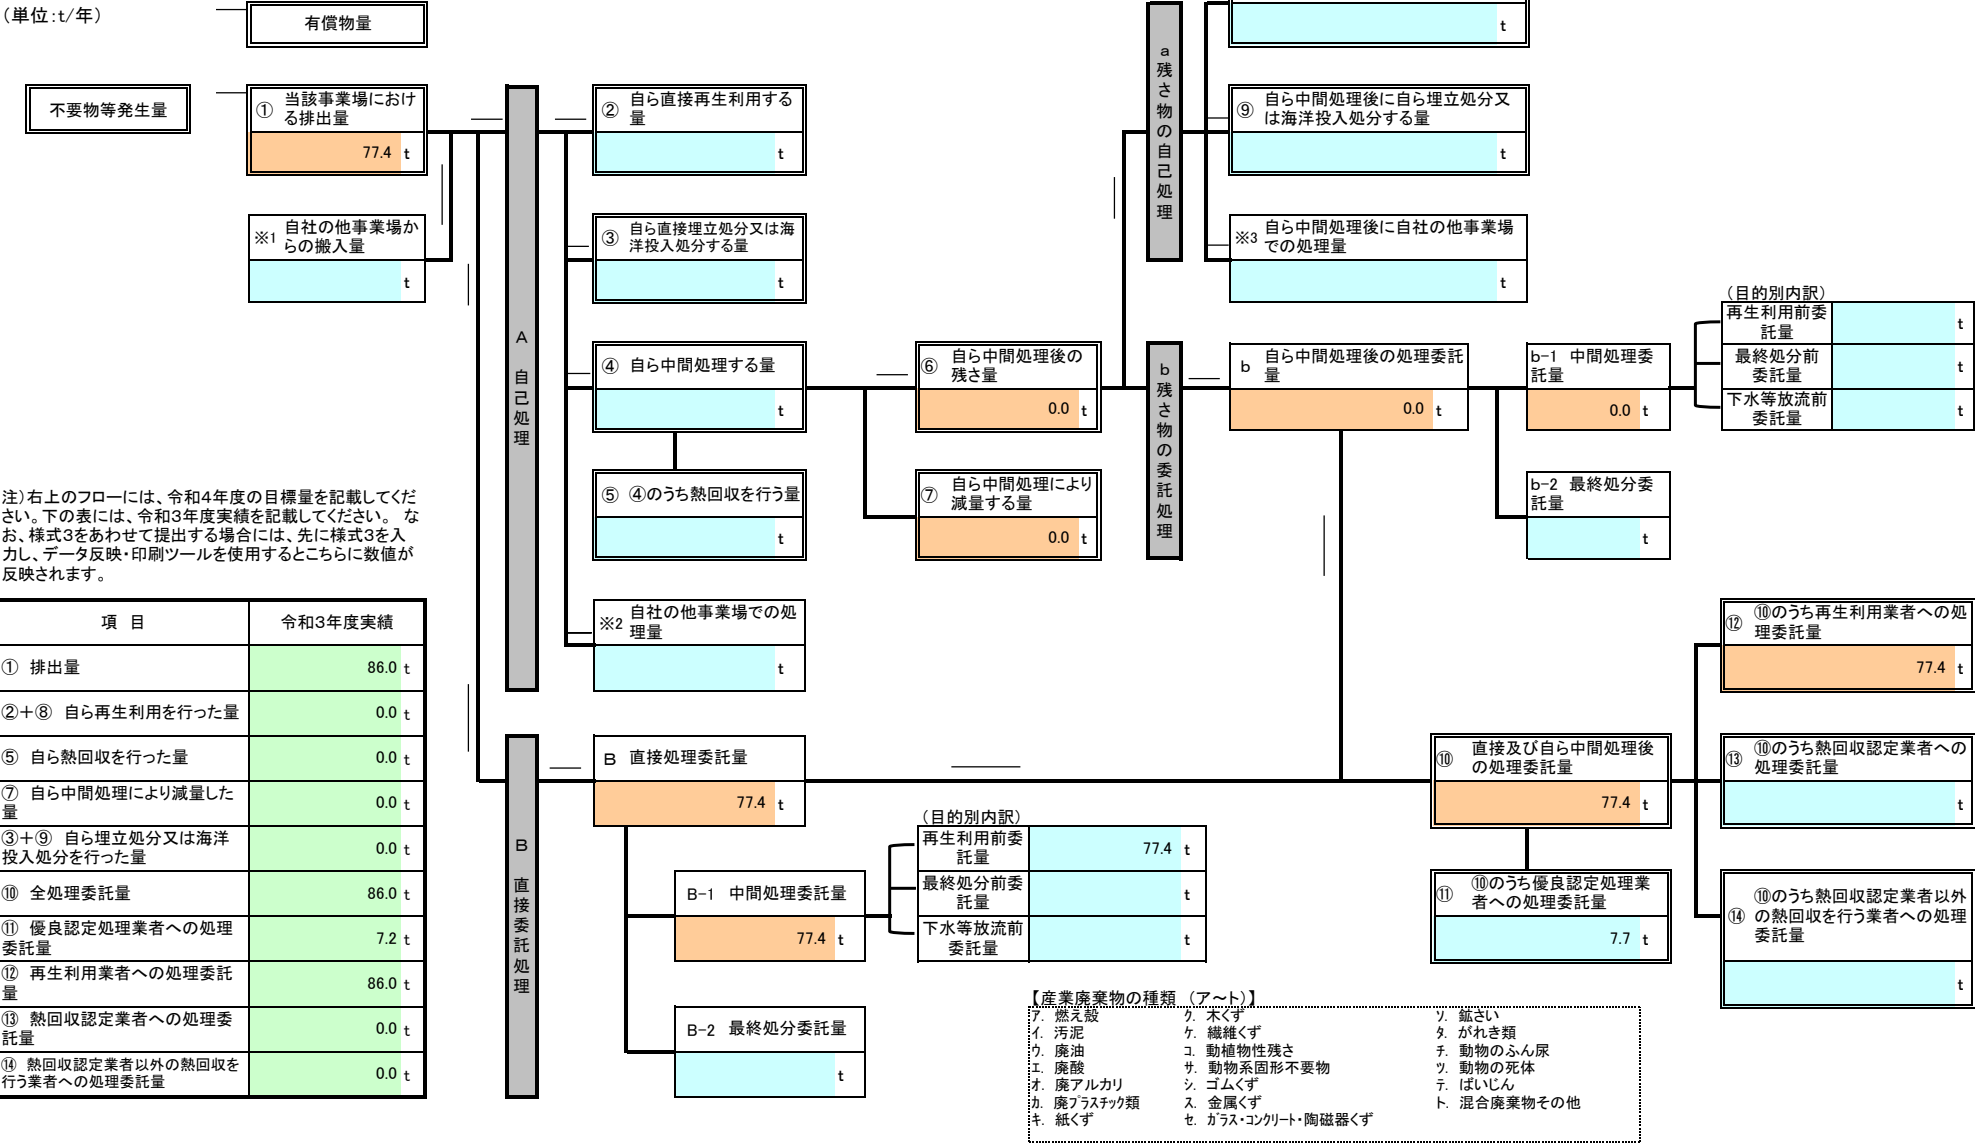 （単位：t/年）
有償物量
t
不要物等発生量
① 当該事業場におけ
る排出量
77.4 t
※1 自社の他事業場か
らの搬入量
t
A 自己処理
② 自ら直接再生利用する
量
t
③ 自ら直接埋立処分又は海
洋投入処分する量
t
④ 自ら中間処理する量
t
⑤ ④のうち熱回収を行う量
t
※2 自社の他事業場での処
理量
t
⑥ 自ら中間処理後の
残さ量
0.0 t
⑦ 自ら中間処理により
減量する量
0.0 t
a残さ物の自己処理
⑨ 自ら中間処理後に自ら埋立処分又
は海洋投入処分する量
t
※3 自ら中間処理後に自社の他事業場
での処理量
t
b残さ物の委託処理
b 自ら中間処理後の処理委託
量
0.0 t
b-1 中間処理委
託量
0.0 t
b-2 最終処分委
託量
t
（目的別内訳）
再生利用前委
託量
t
最終処分前
委託量
t
下水等放流前
委託量
t
注）右上のフローには、令和4年度の目標量を記載してくだ
さい。下の表には、令和3年度実績を記載してください。 な
お、様式3をあわせて提出する場合には、先に様式3を入
力し、データ反映・印刷ツールを使用するとこちらに数値が
反映されます。
項 目 令和3年度実績
① 排出量 86.0 t
②＋⑧ 自ら再生利用を行った量 0.0 t
⑤ 自ら熱回収を行った量 0.0 t
⑦ 自ら中間処理により減量した
量 0.0 t
③＋⑨ 自ら埋立処分又は海洋
投入処分を行った量 0.0 t
⑩ 全処理委託量 86.0 t
⑪ 優良認定処理業者への処理
委託量 7.2 t
⑫ 再生利用業者への処理委託
量 86.0 t
⑬ 熱回収認定業者への処理委
託量 0.0 t
⑭ 熱回収認定業者以外の熱回収を
行う業者への処理委託量 0.0 t
B 直接委託処理
B 直接処理委託量
77.4 t
B-1 中間処理委託量
77.4 t
B-2 最終処分委託量
t
（目的別内訳）
再生利用前委
託量
77.4 t
最終処分前委
託量
t
下水等放流前
委託量
t
⑩ 直接及び自ら中間処理後
の処理委託量
77.4 t
⑪ ⑩のうち優良認定処理業
者への処理委託量
7.7 t
⑫ ⑩のうち再生利用業者への処
理委託量
77.4 t
⑬ ⑩のうち熱回収認定業者への
処理委託量
t
⑭ ⑩のうち熱回収認定業者以外
の熱回収を行う業者への処理
委託量
t
【産業廃棄物の種類 （ア～ト）】
ｱ. 燃え殻 ｸ. 木くず ｿ. 鉱さい
ｲ. 汚泥 ｹ. 繊維くず ﾀ. がれき類
ｳ. 廃油 ｺ. 動植物性残さ ﾁ. 動物のふん尿
ｴ. 廃酸 ｻ. 動物系固形不要物 ﾂ. 動物の死体
ｵ. 廃アルカリ ｼ. ゴムくず ﾃ. ばいじん
ｶ. 廃ﾌﾟﾗｽﾁｯｸ類 ｽ. 金属くず ﾄ. 混合廃棄物その他
ｷ. 紙くず ｾ. ｶﾞﾗｽ・ｺﾝｸﾘｰﾄ・陶磁器くず